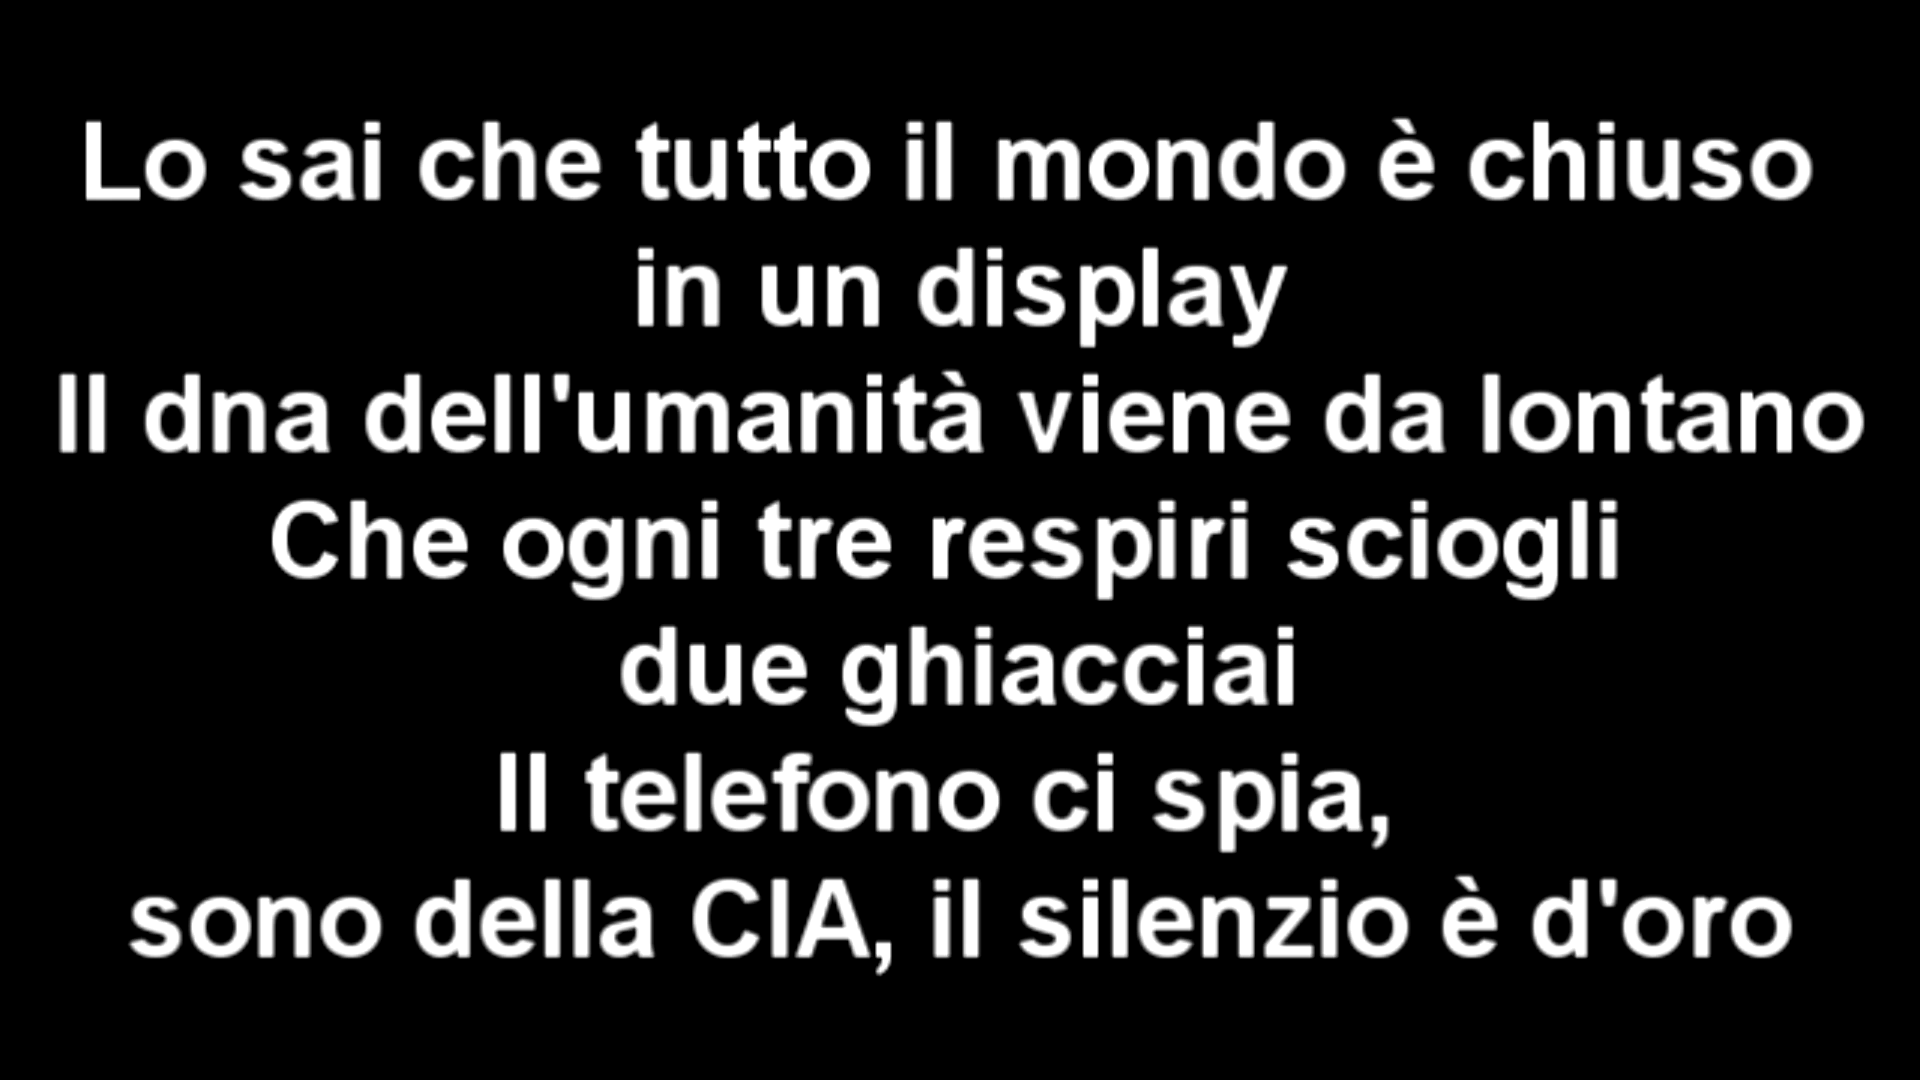 Lo sai che tutto il mondo è chiuso
in un display
Il dna dell'umanità viene da lontano
Che ogni tre respiri sciogli
due ghiacciai
Il telefono ci spia,
sono della CIA, il silenzio è d'oro